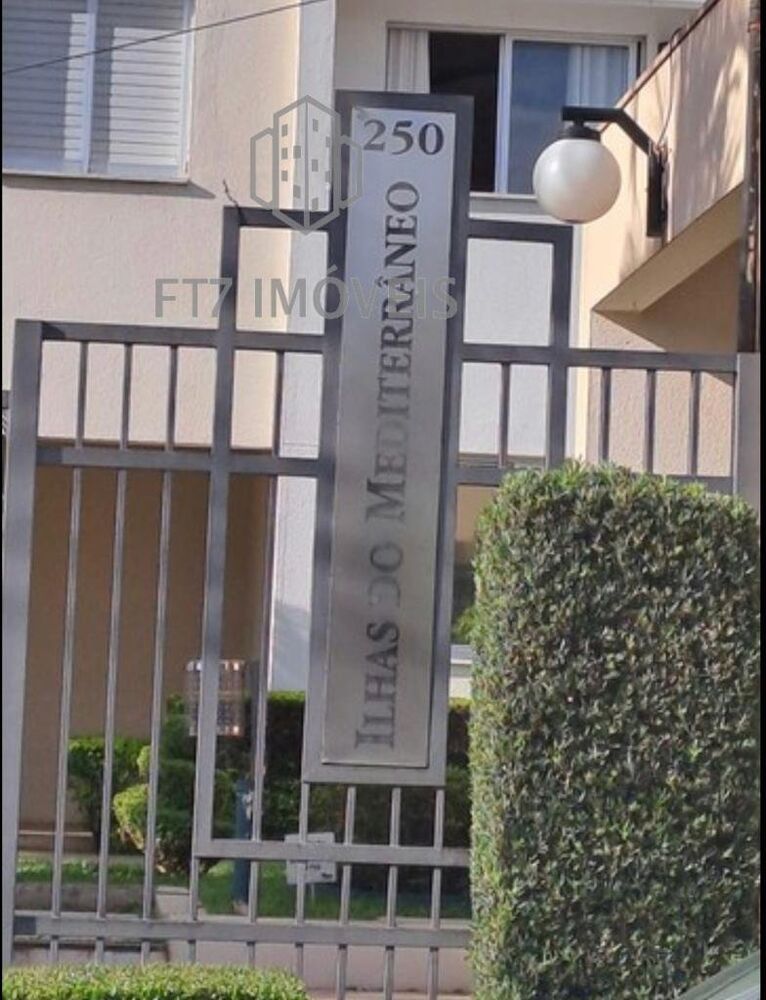 250
ILHAS DO MEDITERRÂNEO
FT7 IMÓVEIS